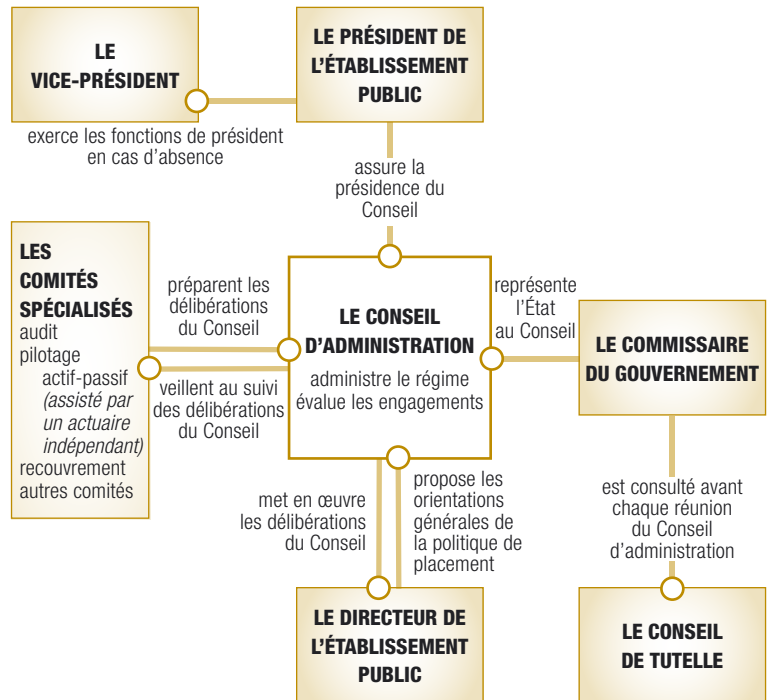 LE
VICE-PRÉSIDENT
LE PRÉSIDENT DE
L'ÉTABLISSEMENT
PUBLIC
exerce les fonctions de président
en cas d'absence
assure la
présidence du
Conseil
LES
COMITÉS
SPÉCIALISÉS
audit
pilotage
actif-passif
(assisté par
un actuaire
indépendant)
recouvrement
autres comités
préparent les
délibérations
du Conseil
veillent au suivi
des délibérations
du Conseil
LE CONSEIL
D'ADMINISTRATION
administre le régime
évalue les engagements
représente
l'État
au Conseil
LE COMMISSAIRE
DU GOUVERNEMENT
met en œuvre
les délibérations
du Conseil
propose les
orientations
générales de
la politique de
placement
est consulté avant
chaque réunion
du Conseil
d'administration
LE DIRECTEUR DE
L'ÉTABLISSEMENT
PUBLIC
LE CONSEIL
DE TUTELLE